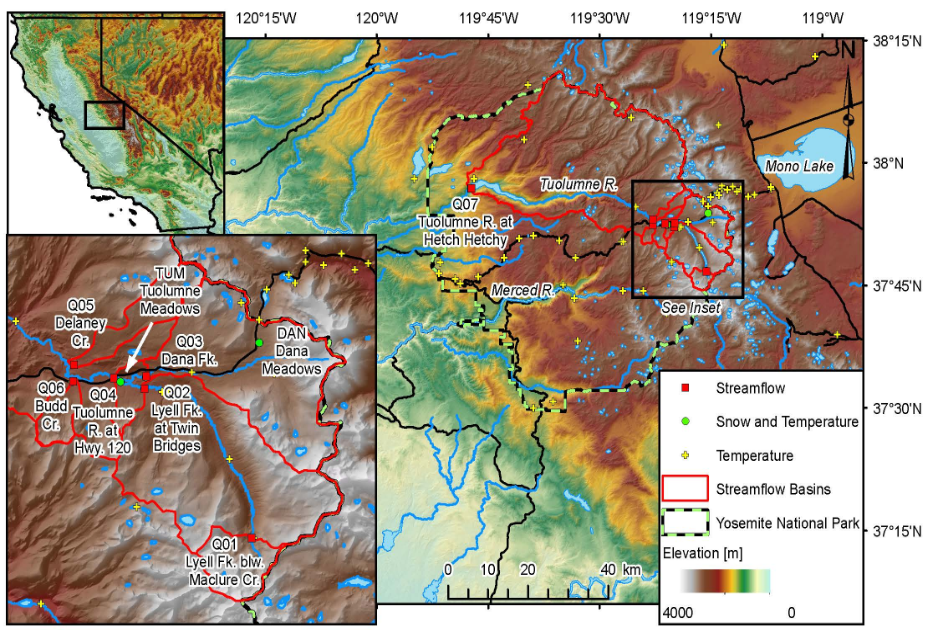 120°15'W 120°W 119°45'W 119°30'W 119°15'W 119°W
38°15'N
N
Mono Lake
38°N
Tuolumne R.
Q07
Tuolumne R. at
Hetch Hetchy
Merced R.
37°45'N
See Inset
TUM
Tuolumne
Meadows
Q05
Delaney
Cr.
Q03
Dana Fk.
DAN
Dana
Meadows
Q06
Budd
Cr.
Q04
Tuolumne
R. at
Hwy. 120
Q02
Lyell Fk.
at Twin
Bridges
Q01
Lyell Fk. blw.
Maclure Cr.
37°30'N
37°15'N
Streamflow
Snow and Temperature
Temperature
Streamflow Basins
Yosemite National Park
Elevation [m]
4000 0
0 10 20 40 km